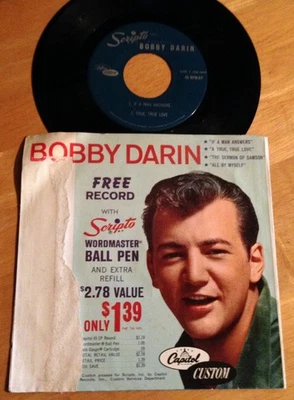 Scripto
BOBBY DARIN
1. IF A MAN ANSWERS
2. TRUE, TRUE LOVE
BOBBY DARIN
• "IF A MAN ANSWERS"
• "A TRUE, TRUE LOVE"
• "THE SERMON OF SAMSON"
• "ALL BY MYSELF"
FREE
RECORD
WITH
Scripto
WORDMASTER®
BALL PEN
AND EXTRA
REFILL
$2.78 VALUE
ONLY $1.39
Capitol
CUSTOM